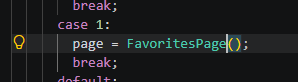 break;
case 1:
page = FavoritesPage();
break;
default: